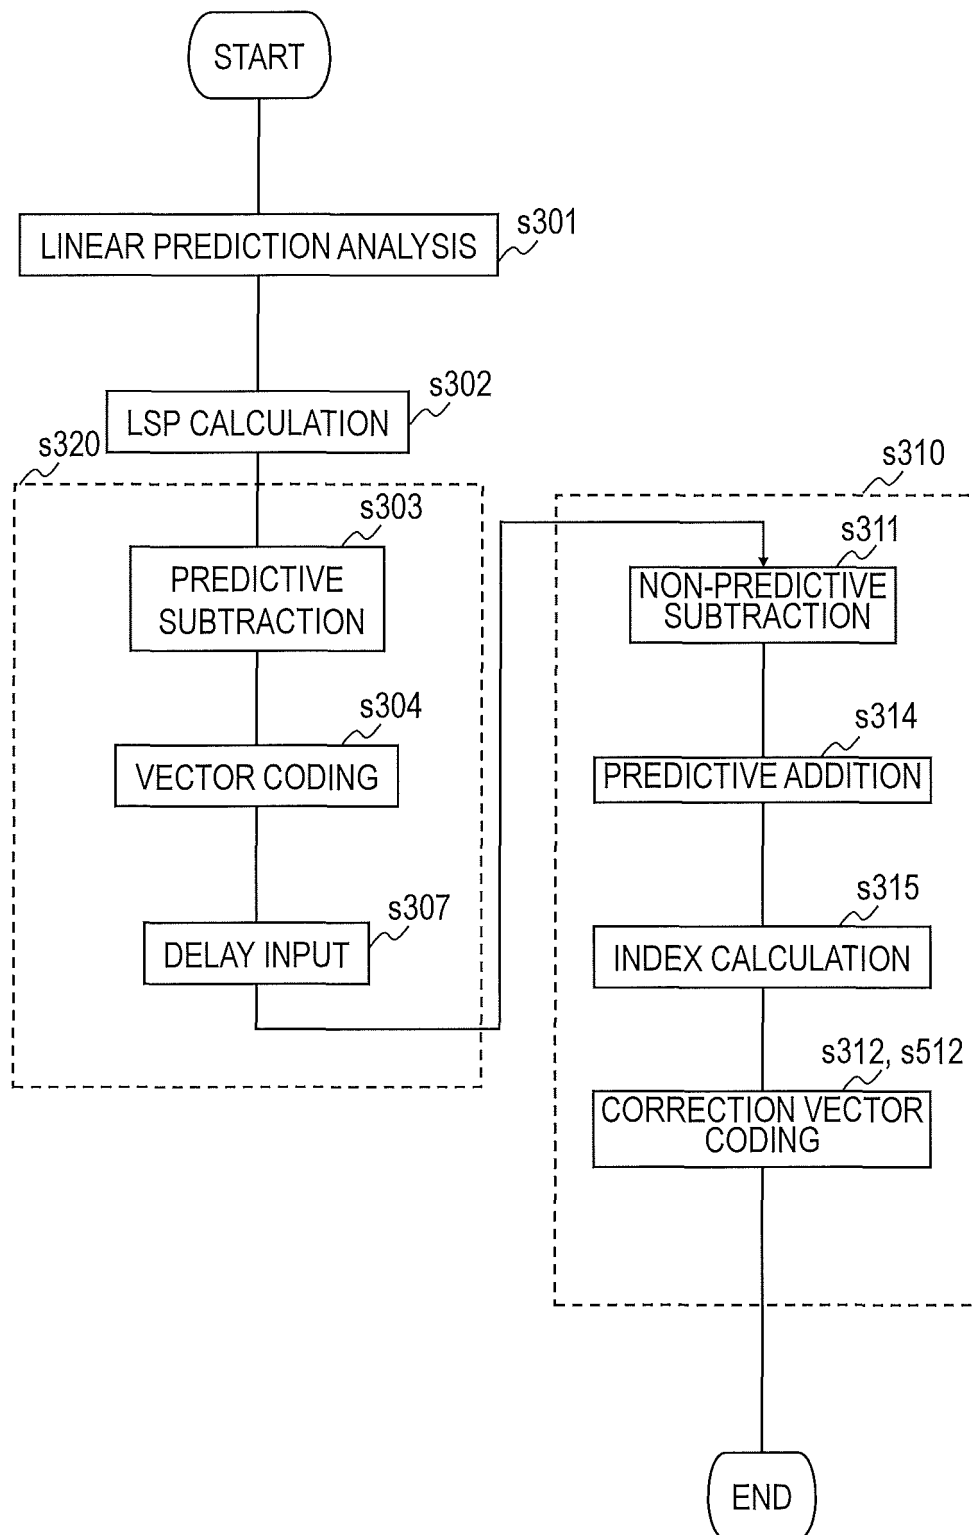 START
s301
LINEAR PREDICTION ANALYSIS
s302
LSP CALCULATION
s320
s303
PREDICTIVE
SUBTRACTION
s304
VECTOR CODING
s307
DELAY INPUT
s310
s311
NON-PREDICTIVE
SUBTRACTION
s314
PREDICTIVE ADDITION
s315
INDEX CALCULATION
s312, s512
CORRECTION VECTOR
CODING
END